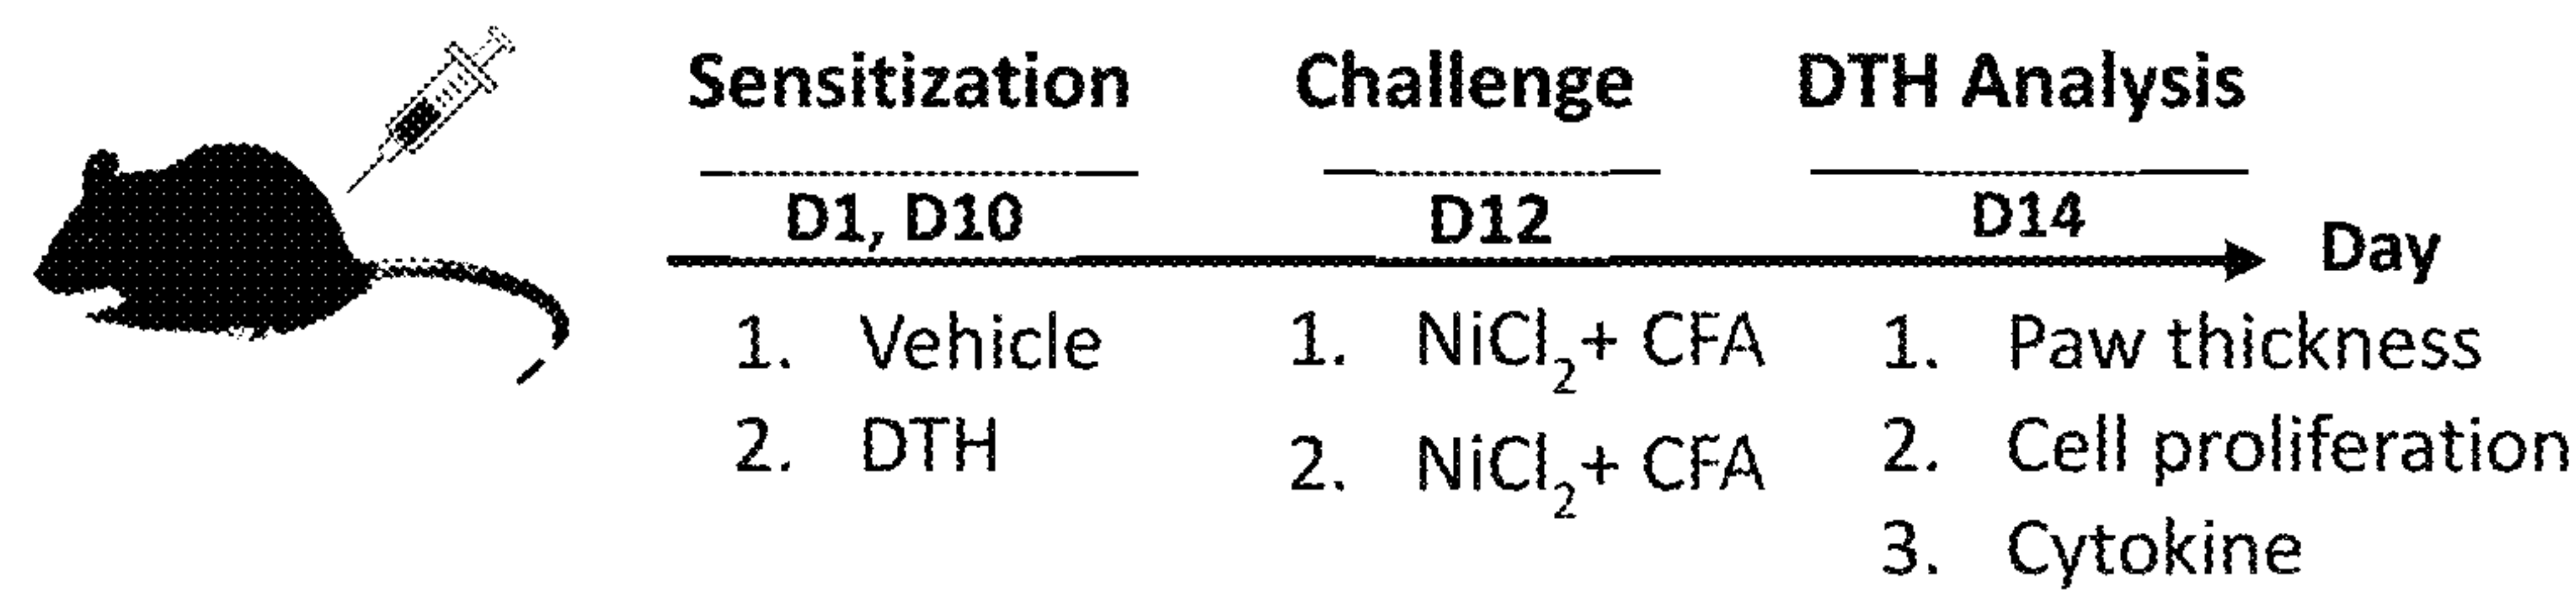 Sensitization Challenge DTH Analysis
D1, D10 D12 D14
Day
1. Vehicle 1. NiCl₂+ CFA 1. Paw thickness
2. DTH 2. NiCl₂+ CFA 2. Cell proliferation
3. Cytokine